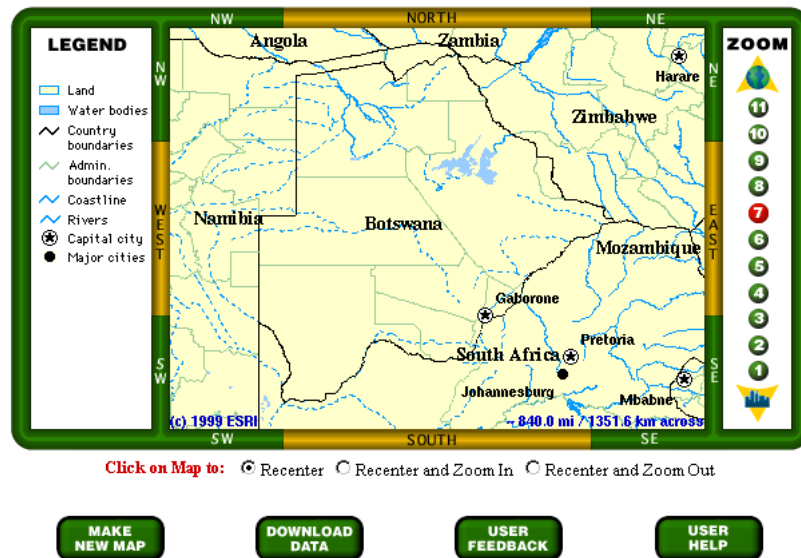 NW
NORTH
NE
LEGEND
Land
Water bodies
Country
boundaries
Admin.
boundaries
Coastline
Rivers
Capital city
Major cities
NW
WEST
SW
Angola
Zambia
Harare
Zimbabwe
Namibia
Botswana
Mozambique
Gaborone
Pretoria
South Africa
Johannesburg
Mbabne
(c) 1999 ESRI
~ 840.0 mi / 1351.6 km across
NE
EAST
SE
ZOOM
11
10
9
8
7
6
5
4
3
2
1
SW
SOUTH
SE
Click on Map to: Recenter Recenter and Zoom In Recenter and Zoom Out
MAKE
NEW MAP
DOWNLOAD
DATA
USER
FEEDBACK
USER
HELP